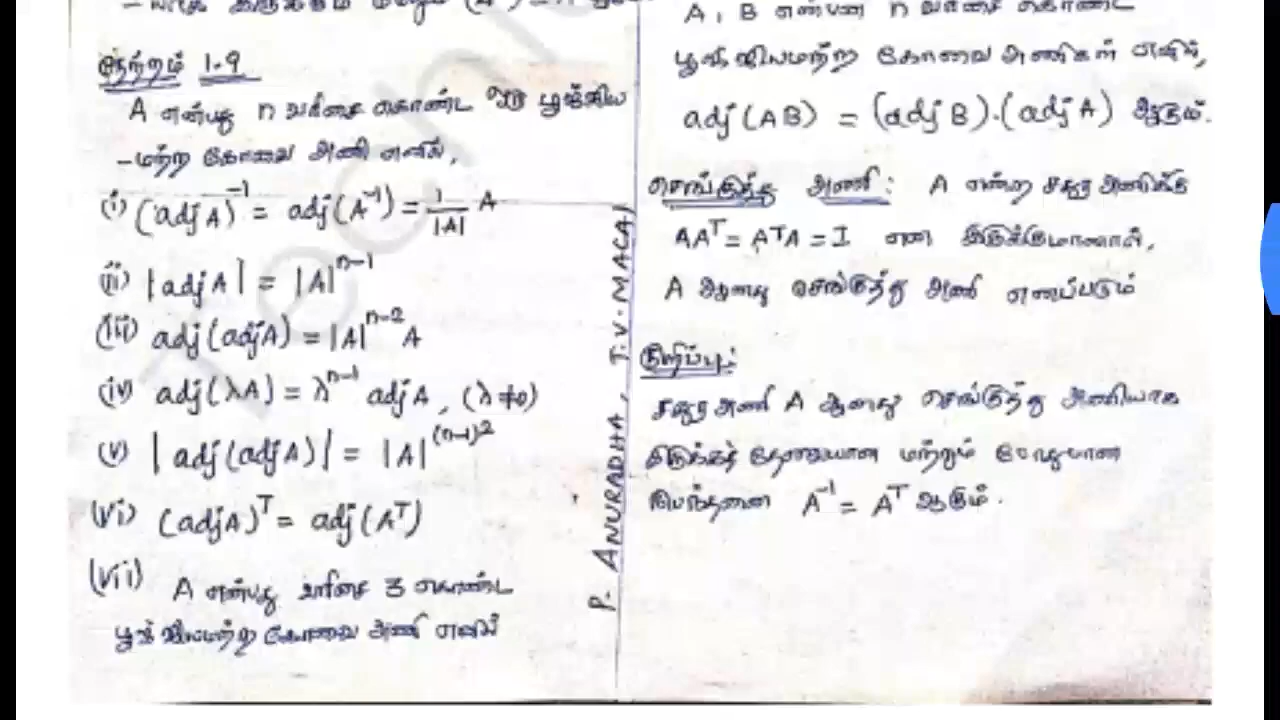 தேற்றம் 1.9
A என்பது n வரிசை கொண்ட ஒரு பூஜ்ஜிய
-மற்ற கோவை அணி எனில்,
(i) (adj A)⁻¹ = adj(A⁻¹) = 1/|A| A
(ii) |adj A| = |A|ⁿ⁻¹
(iii) adj(adj A) = |A|ⁿ⁻² A
(iv) adj(λA) = λⁿ⁻¹ adj A, (λ ≠ 0)
(v) |adj(adj A)| = |A|⁽ⁿ⁻¹⁾²
(vi) (adj A)ᵀ = adj(Aᵀ)
(vii) A என்பது வரிசை 3 கொண்ட
பூஜ்ஜியமற்ற கோவை அணி எனில்
P. ANURADHA, T.V.MACA
A, B என்பன n வரிசை கொண்ட
பூஜ்ஜியமற்ற கோவை அணிகள் எனில்,
adj(AB) = (adj B).(adj A) ஆகும்.
செங்குத்து அணி: A என்ற சதுர அணிக்கு
AAᵀ = AᵀA = I என இருக்குமானால்,
A ஆனது செங்குத்து அணி எனப்படும்
குறிப்பு:
சதுர அணி A ஆனது செங்குத்து அணியாக
இருக்கத் தேவையான மற்றும் போதுமான
நிபந்தனை A⁻¹ = Aᵀ ஆகும்.